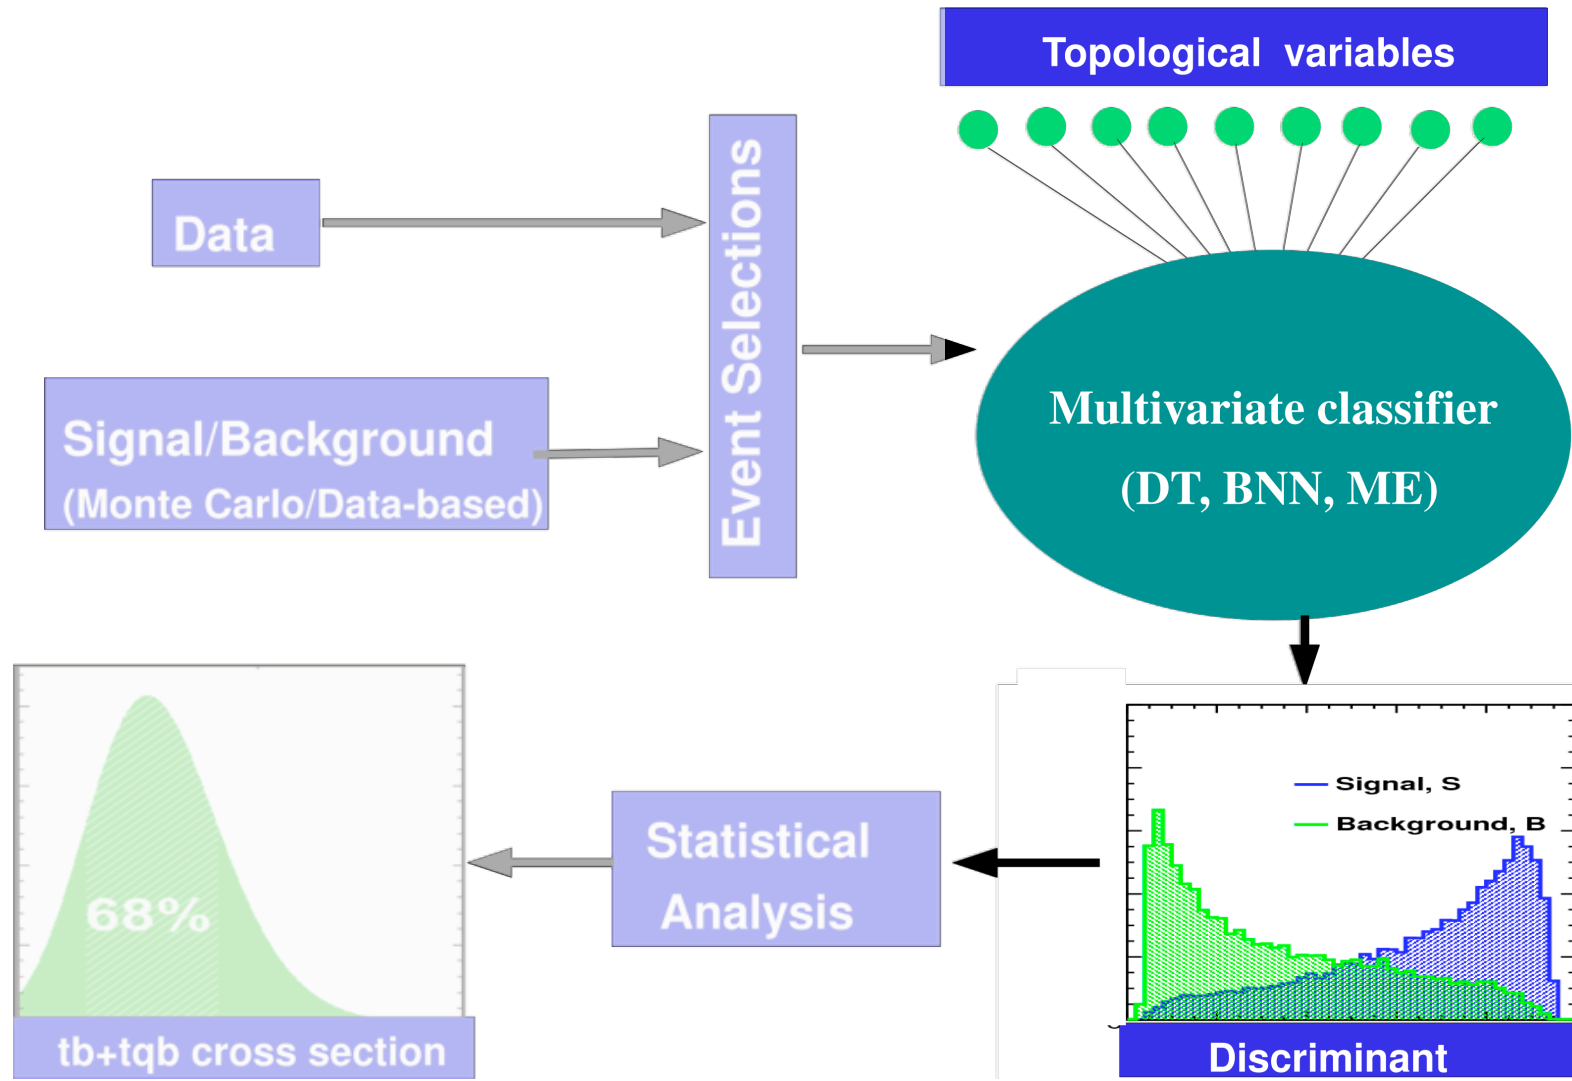 Topological variables
Data
Event Selections
Signal/Background
(Monte Carlo/Data-based)
Multivariate classifier
(DT, BNN, ME)
Signal, S
Background, B
Discriminant
Statistical
Analysis
68%
tb+tqb cross section